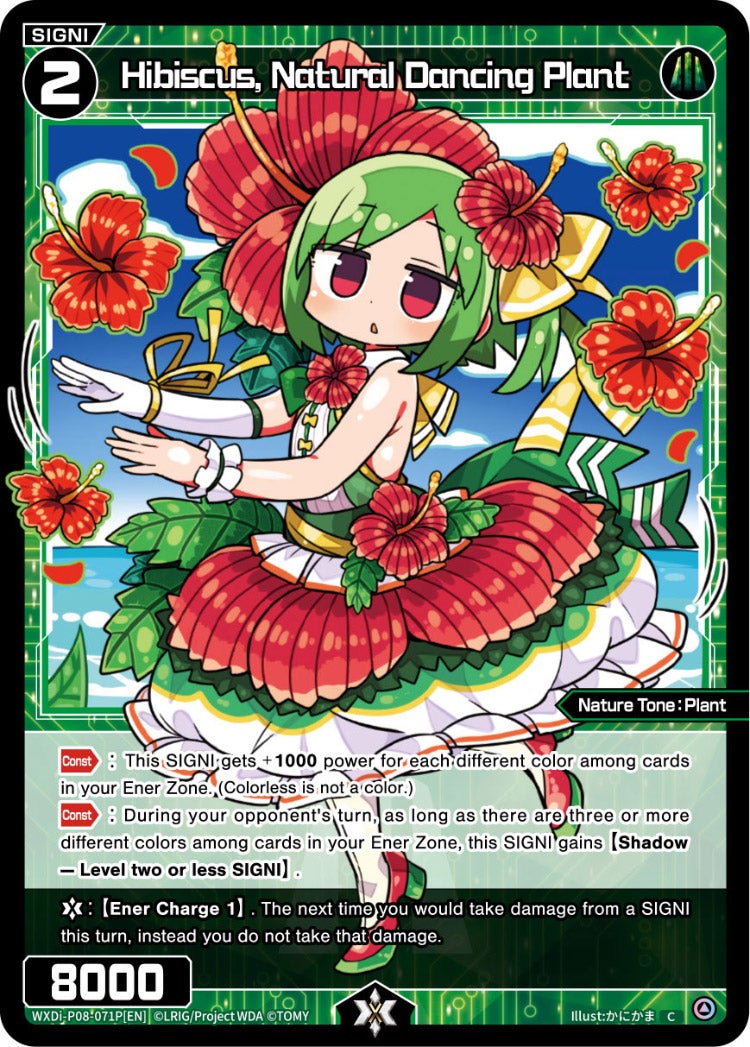 SIGNI
2 Hibiscus, Natural Dancing Plant
Nature Tone:Plant
Const : This SIGNI gets +1000 power for each different color among cards
in your Ener Zone. (Colorless is not a color.)
Const : During your opponent's turn, as long as there are three or more
different colors among cards in your Ener Zone, this SIGNI gains 【Shadow
— Level two or less SIGNI】.
: 【Ener Charge 1】. The next time you would take damage from a SIGNI
this turn, instead you do not take that damage.
8000
WXDi-P08-071P[EN] ©LRIG/Project WDA ©TOMY Illust:かにかま C